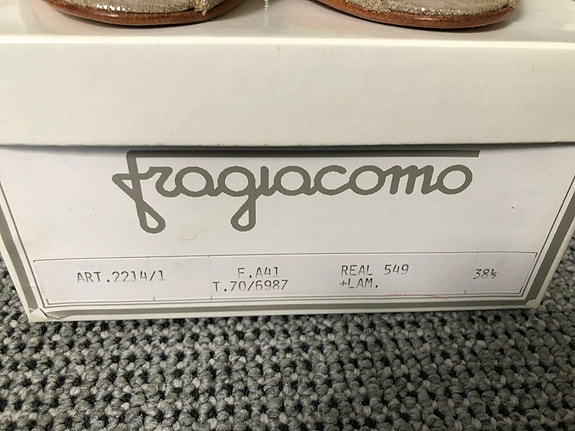 fragiacomo
ART.2214/1 F.A41 REAL 549 38½
T.70/6987 +LAM.